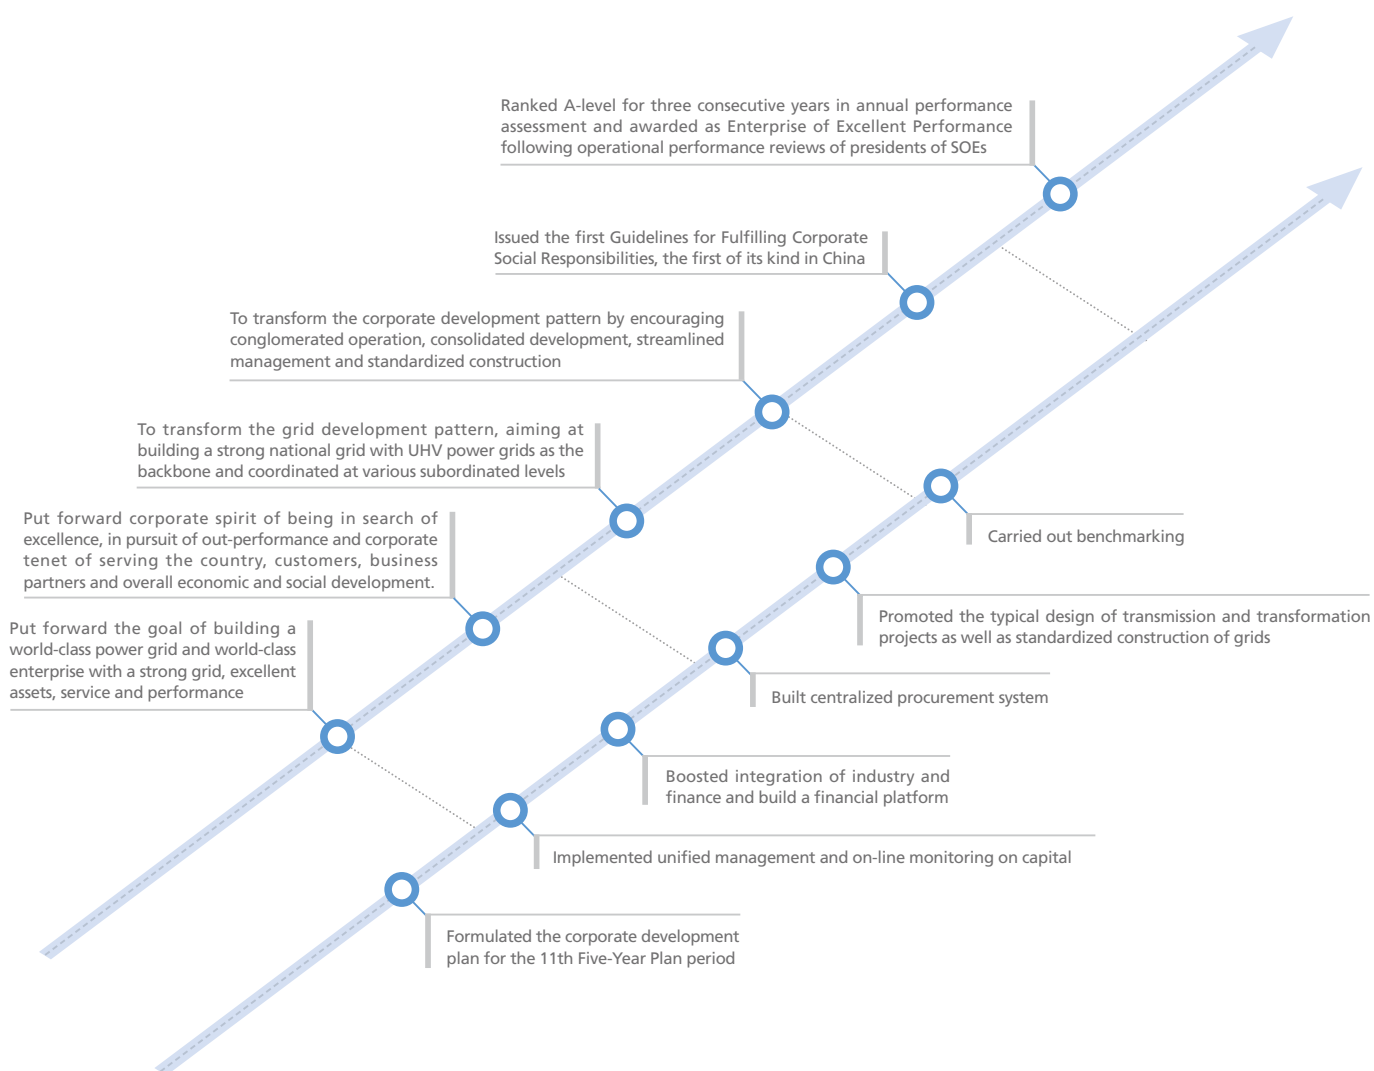 Ranked A-level for three consecutive years in annual performance
assessment and awarded as Enterprise of Excellent Performance
following operational performance reviews of presidents of SOEs
Issued the first Guidelines for Fulfilling Corporate
Social Responsibilities, the first of its kind in China
To transform the corporate development pattern by encouraging
conglomerated operation, consolidated development, streamlined
management and standardized construction
To transform the grid development pattern, aiming at
building a strong national grid with UHV power grids as the
backbone and coordinated at various subordinated levels
Put forward corporate spirit of being in search of
excellence, in pursuit of out-performance and corporate
tenet of serving the country, customers, business
partners and overall economic and social development.
Put forward the goal of building a
world-class power grid and world-class
enterprise with a strong grid, excellent
assets, service and performance
Carried out benchmarking
Promoted the typical design of transmission and transformation
projects as well as standardized construction of grids
Built centralized procurement system
Boosted integration of industry and
finance and build a financial platform
Implemented unified management and on-line monitoring on capital
Formulated the corporate development
plan for the 11th Five-Year Plan period